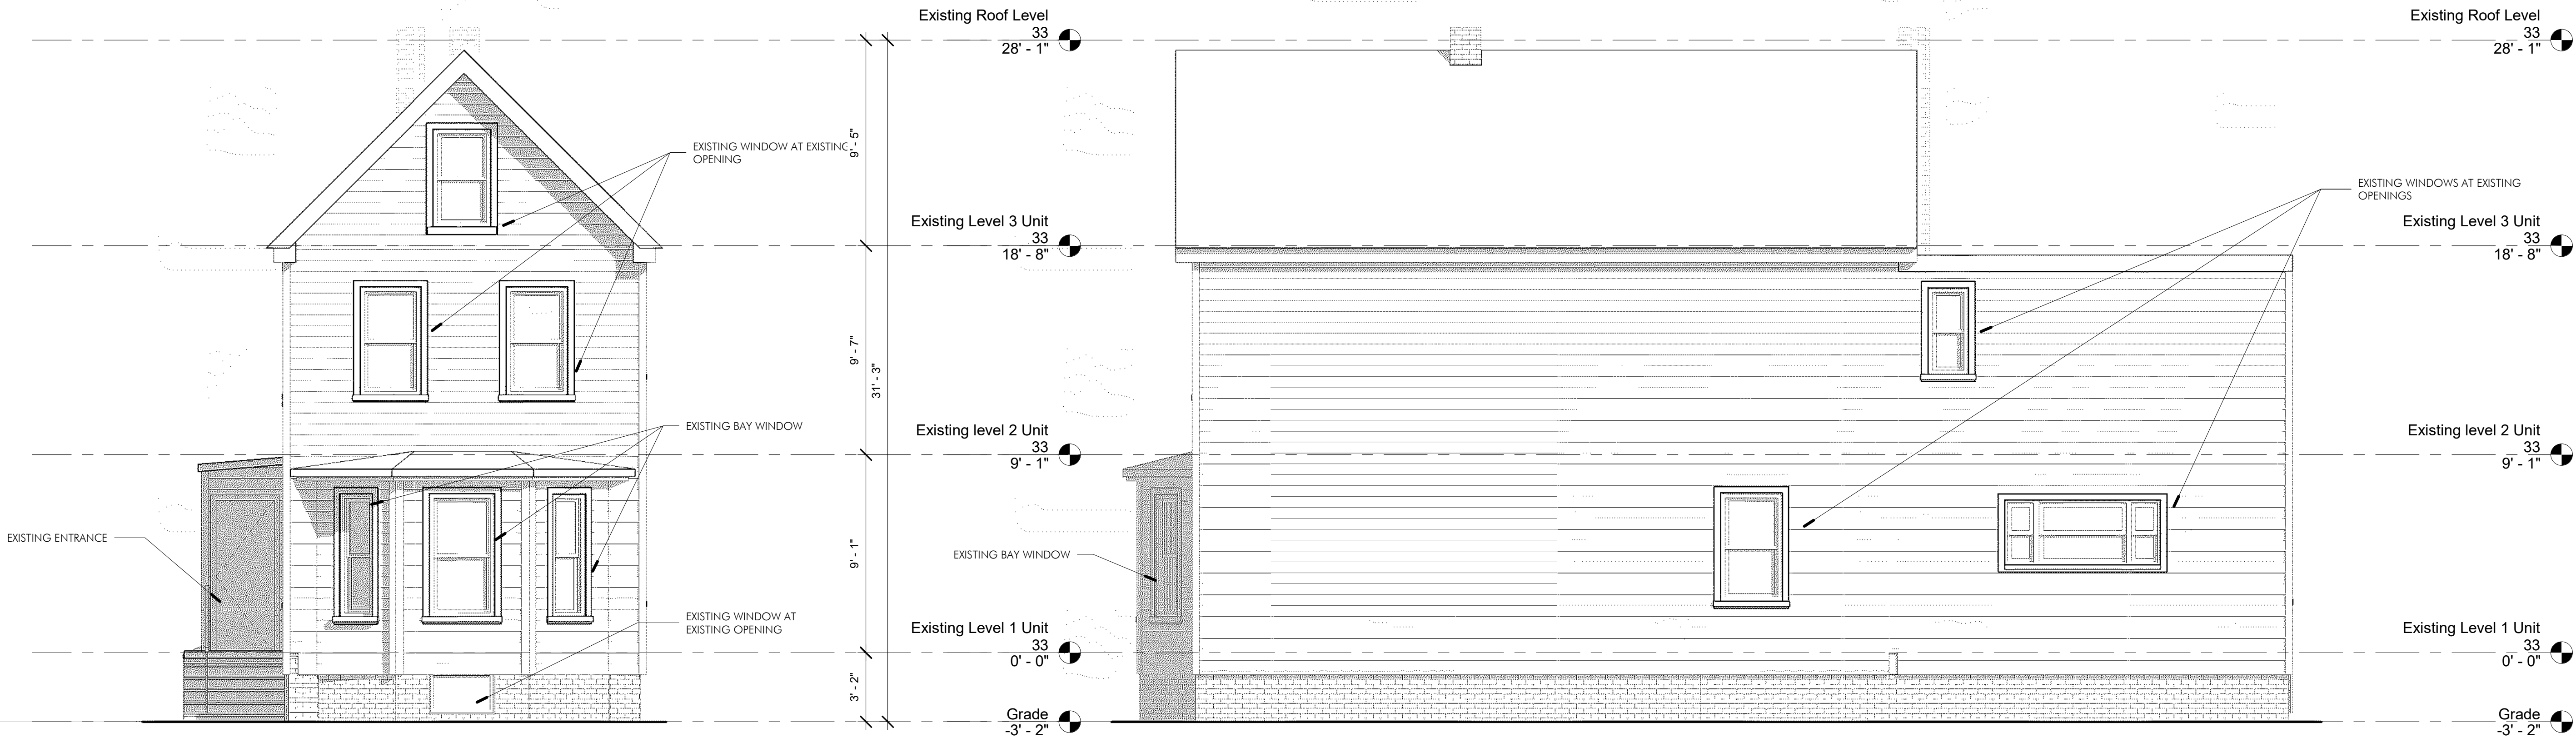 Existing Roof Level
33
28' - 1"
Existing Roof Level
33
28' - 1"
9' - 5"
EXISTING WINDOW AT EXISTING
OPENING
EXISTING WINDOWS AT EXISTING
OPENINGS
Existing Level 3 Unit
33
18' - 8"
Existing Level 3 Unit
33
18' - 8"
9' - 7"
31' - 3"
EXISTING BAY WINDOW
Existing level 2 Unit
33
9' - 1"
Existing level 2 Unit
33
9' - 1"
EXISTING ENTRANCE
9' - 1"
EXISTING BAY WINDOW
EXISTING WINDOW AT
EXISTING OPENING
Existing Level 1 Unit
33
0' - 0"
Existing Level 1 Unit
33
0' - 0"
3' - 2"
Grade
-3' - 2"
Grade
-3' - 2"